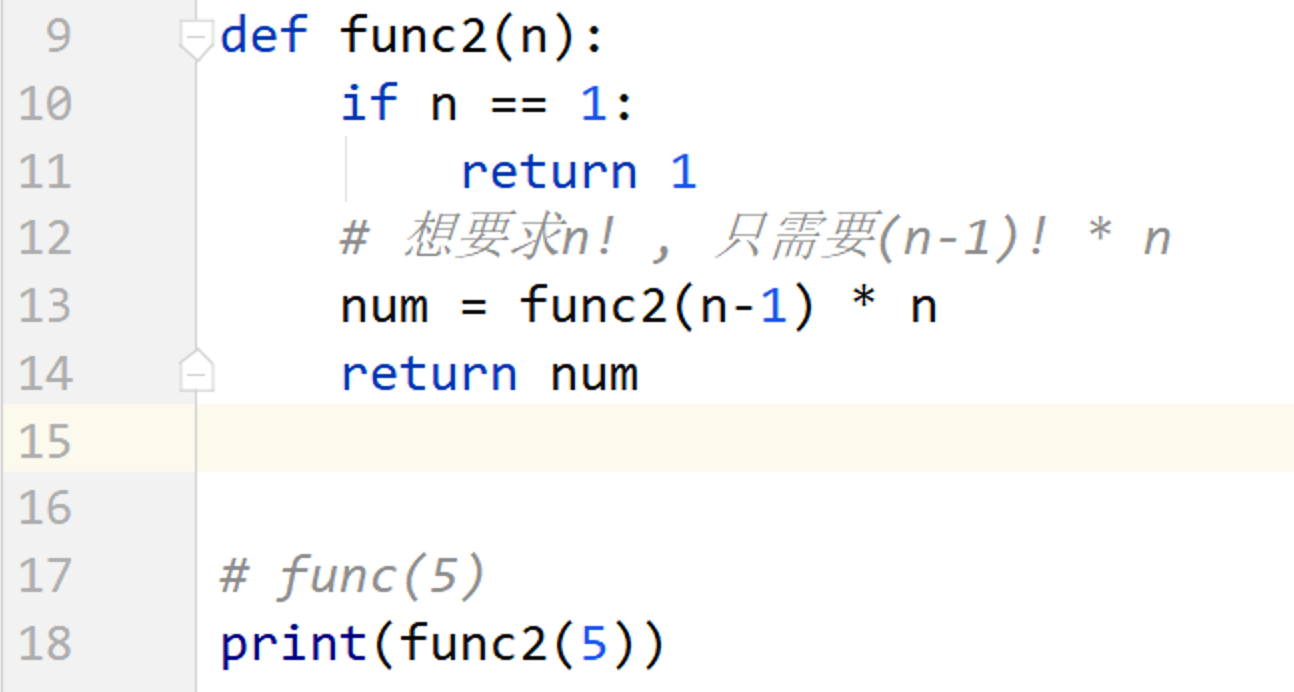 9 def func2(n):
10     if n == 1:
11         return 1
12     # 想要求n! , 只需要(n-1)! * n
13     num = func2(n-1) * n
14     return num
15
16
17 # func(5)
18 print(func2(5))